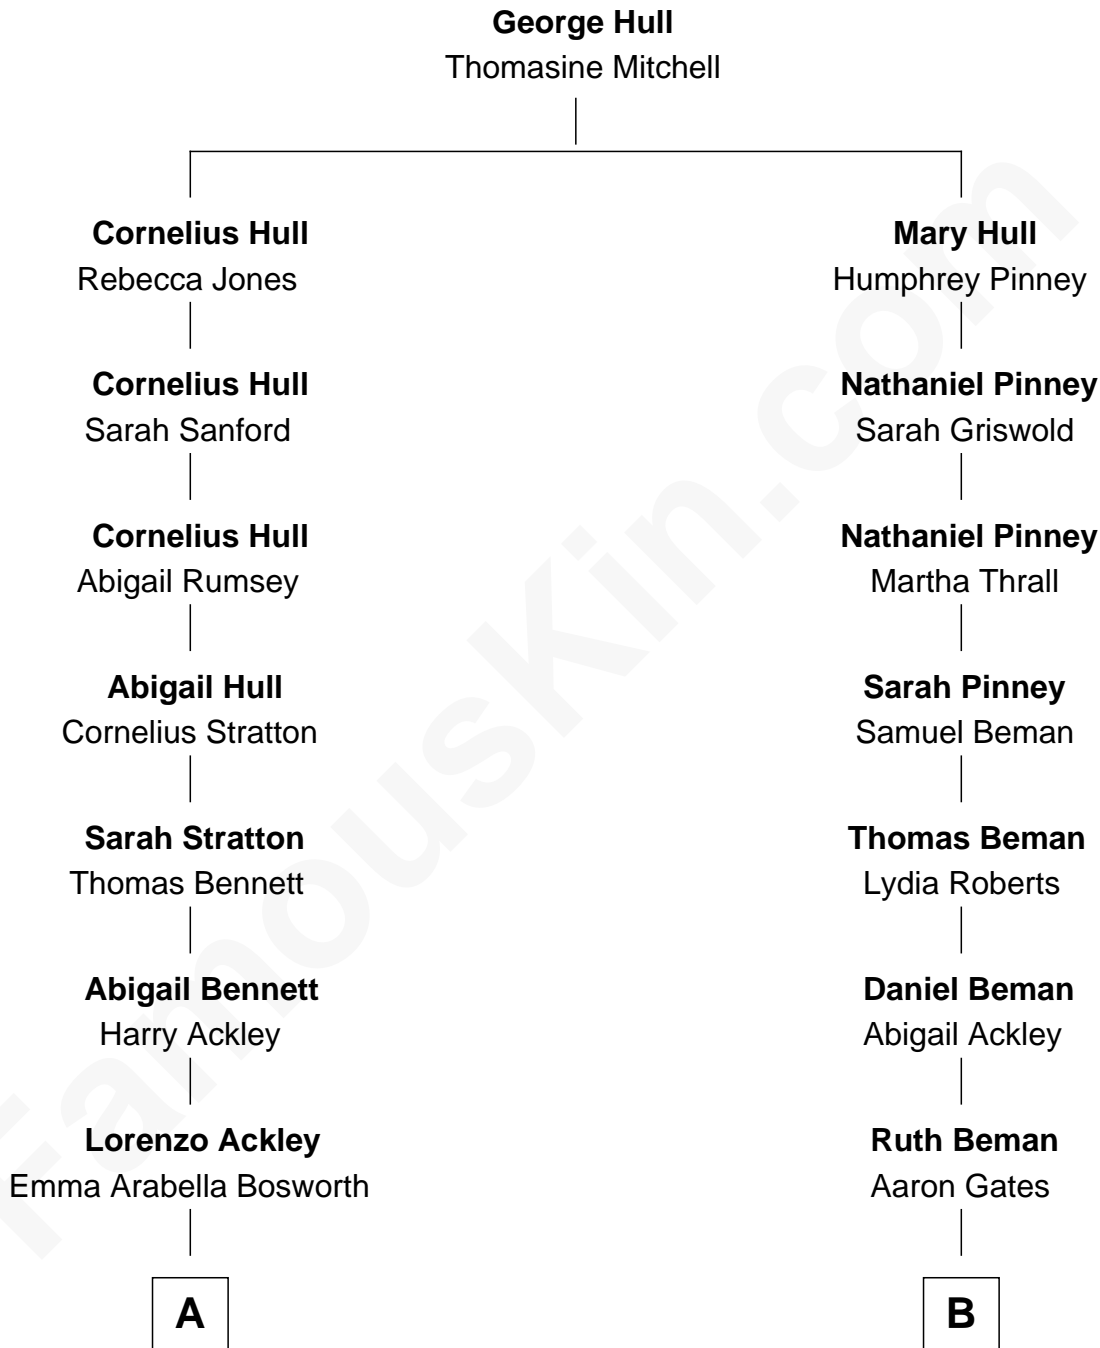 George Hull
Thomasine Mitchell
Cornelius Hull
Rebecca Jones
Mary Hull
Humphrey Pinney
Cornelius Hull
Sarah Sanford
Nathaniel Pinney
Sarah Griswold
Cornelius Hull
Abigail Rumsey
Nathaniel Pinney
Martha Thrall
Abigail Hull
Cornelius Stratton
Sarah Pinney
Samuel Beman
Sarah Stratton
Thomas Bennett
Thomas Beman
Lydia Roberts
Abigail Bennett
Harry Ackley
Daniel Beman
Abigail Ackley
Lorenzo Ackley
Emma Arabella Bosworth
Ruth Beman
Aaron Gates
A
B
FamousKin.com